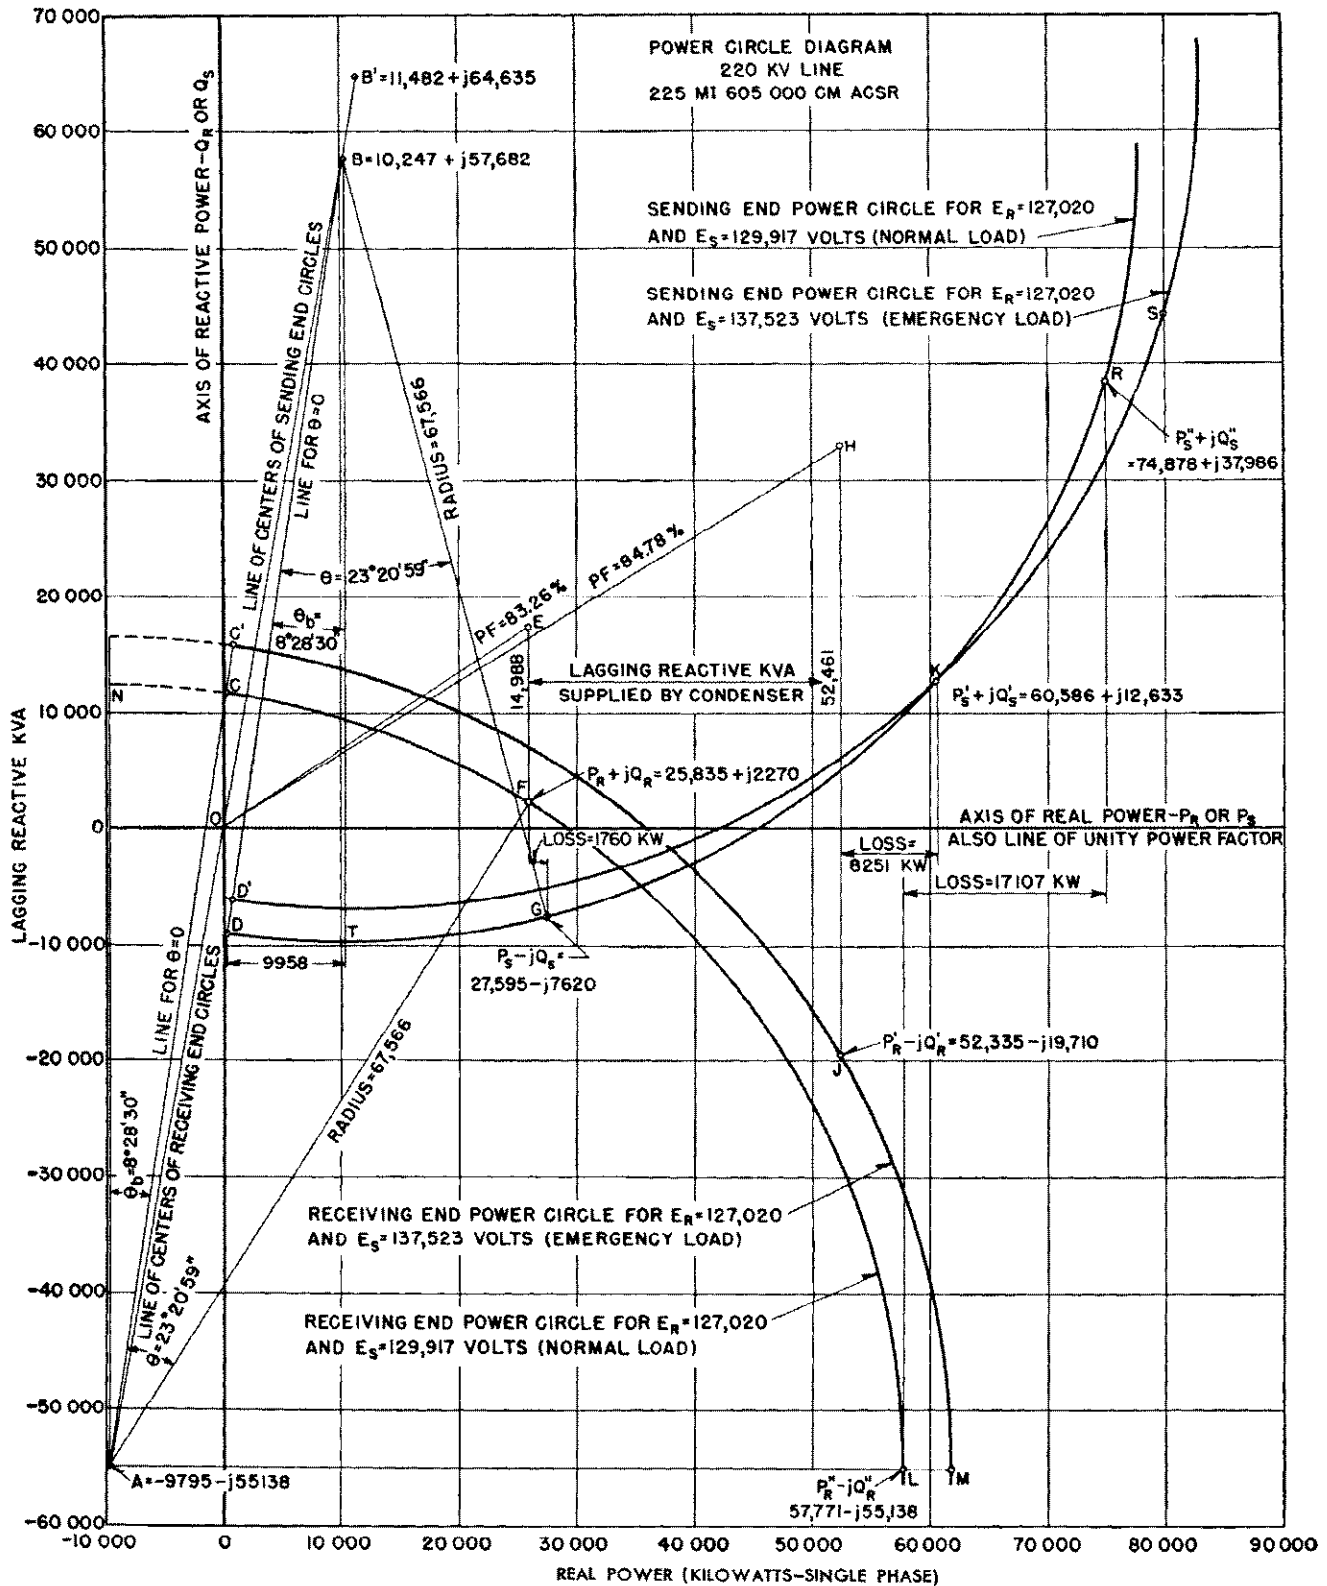 70 000
60 000
50 000
40 000
30 000
20 000
10 000
0
-10 000
-20 000
-30 000
-40 000
-50 000
-60 000
LAGGING REACTIVE KVA
AXIS OF REACTIVE POWER-Q_R OR Q_S
POWER CIRCLE DIAGRAM
220 KV LINE
225 MI 605 000 CM ACSR
B'=11,482+j64,635
B=10,247 + j57,682
SENDING END POWER CIRCLE FOR E_R=127,020
AND E_S=129,917 VOLTS (NORMAL LOAD)
SENDING END POWER CIRCLE FOR E_R=127,020
AND E_S=137,523 VOLTS (EMERGENCY LOAD)
S
R
P_S"+jQ_S"
=74,878+j37,986
LINE OF CENTERS OF SENDING END CIRCLES
LINE FOR θ=0
RADIUS=67,566
H
θ=23°20'59"
θ_b=
8°28'30"
PF=83.26%
PF=84.78%
E
C'
C
N
14,988
LAGGING REACTIVE KVA
SUPPLIED BY CONDENSER
52,461
K
P_S'+jQ_S'=60,586+j12,633
F
P_R+jQ_R=25,835+j2270
O
AXIS OF REAL POWER-P_R OR P_S
ALSO LINE OF UNITY POWER FACTOR
LOSS=1760 KW
LOSS=
8251 KW
LOSS=17107 KW
D'
D
T
G
9958
P_S-jQ_S=
27,595-j7620
LINE FOR θ=0
LINE OF CENTERS OF RECEIVING END CIRCLES
RADIUS=67,566
P_R'-jQ_R'=52,335-j19,710
J
θ_b=8°28'30"
θ=23°20'59"
RECEIVING END POWER CIRCLE FOR E_R=127,020
AND E_S=137,523 VOLTS (EMERGENCY LOAD)
RECEIVING END POWER CIRCLE FOR E_R=127,020
AND E_S=129,917 VOLTS (NORMAL LOAD)
A=-9795-j55138
P_R"-jQ_R"
57,771-j55,138
L
M
-10 000 0 10 000 20 000 30 000 40 000 50 000 60 000 70 000 80 000 90 000
REAL POWER (KILOWATTS-SINGLE PHASE)